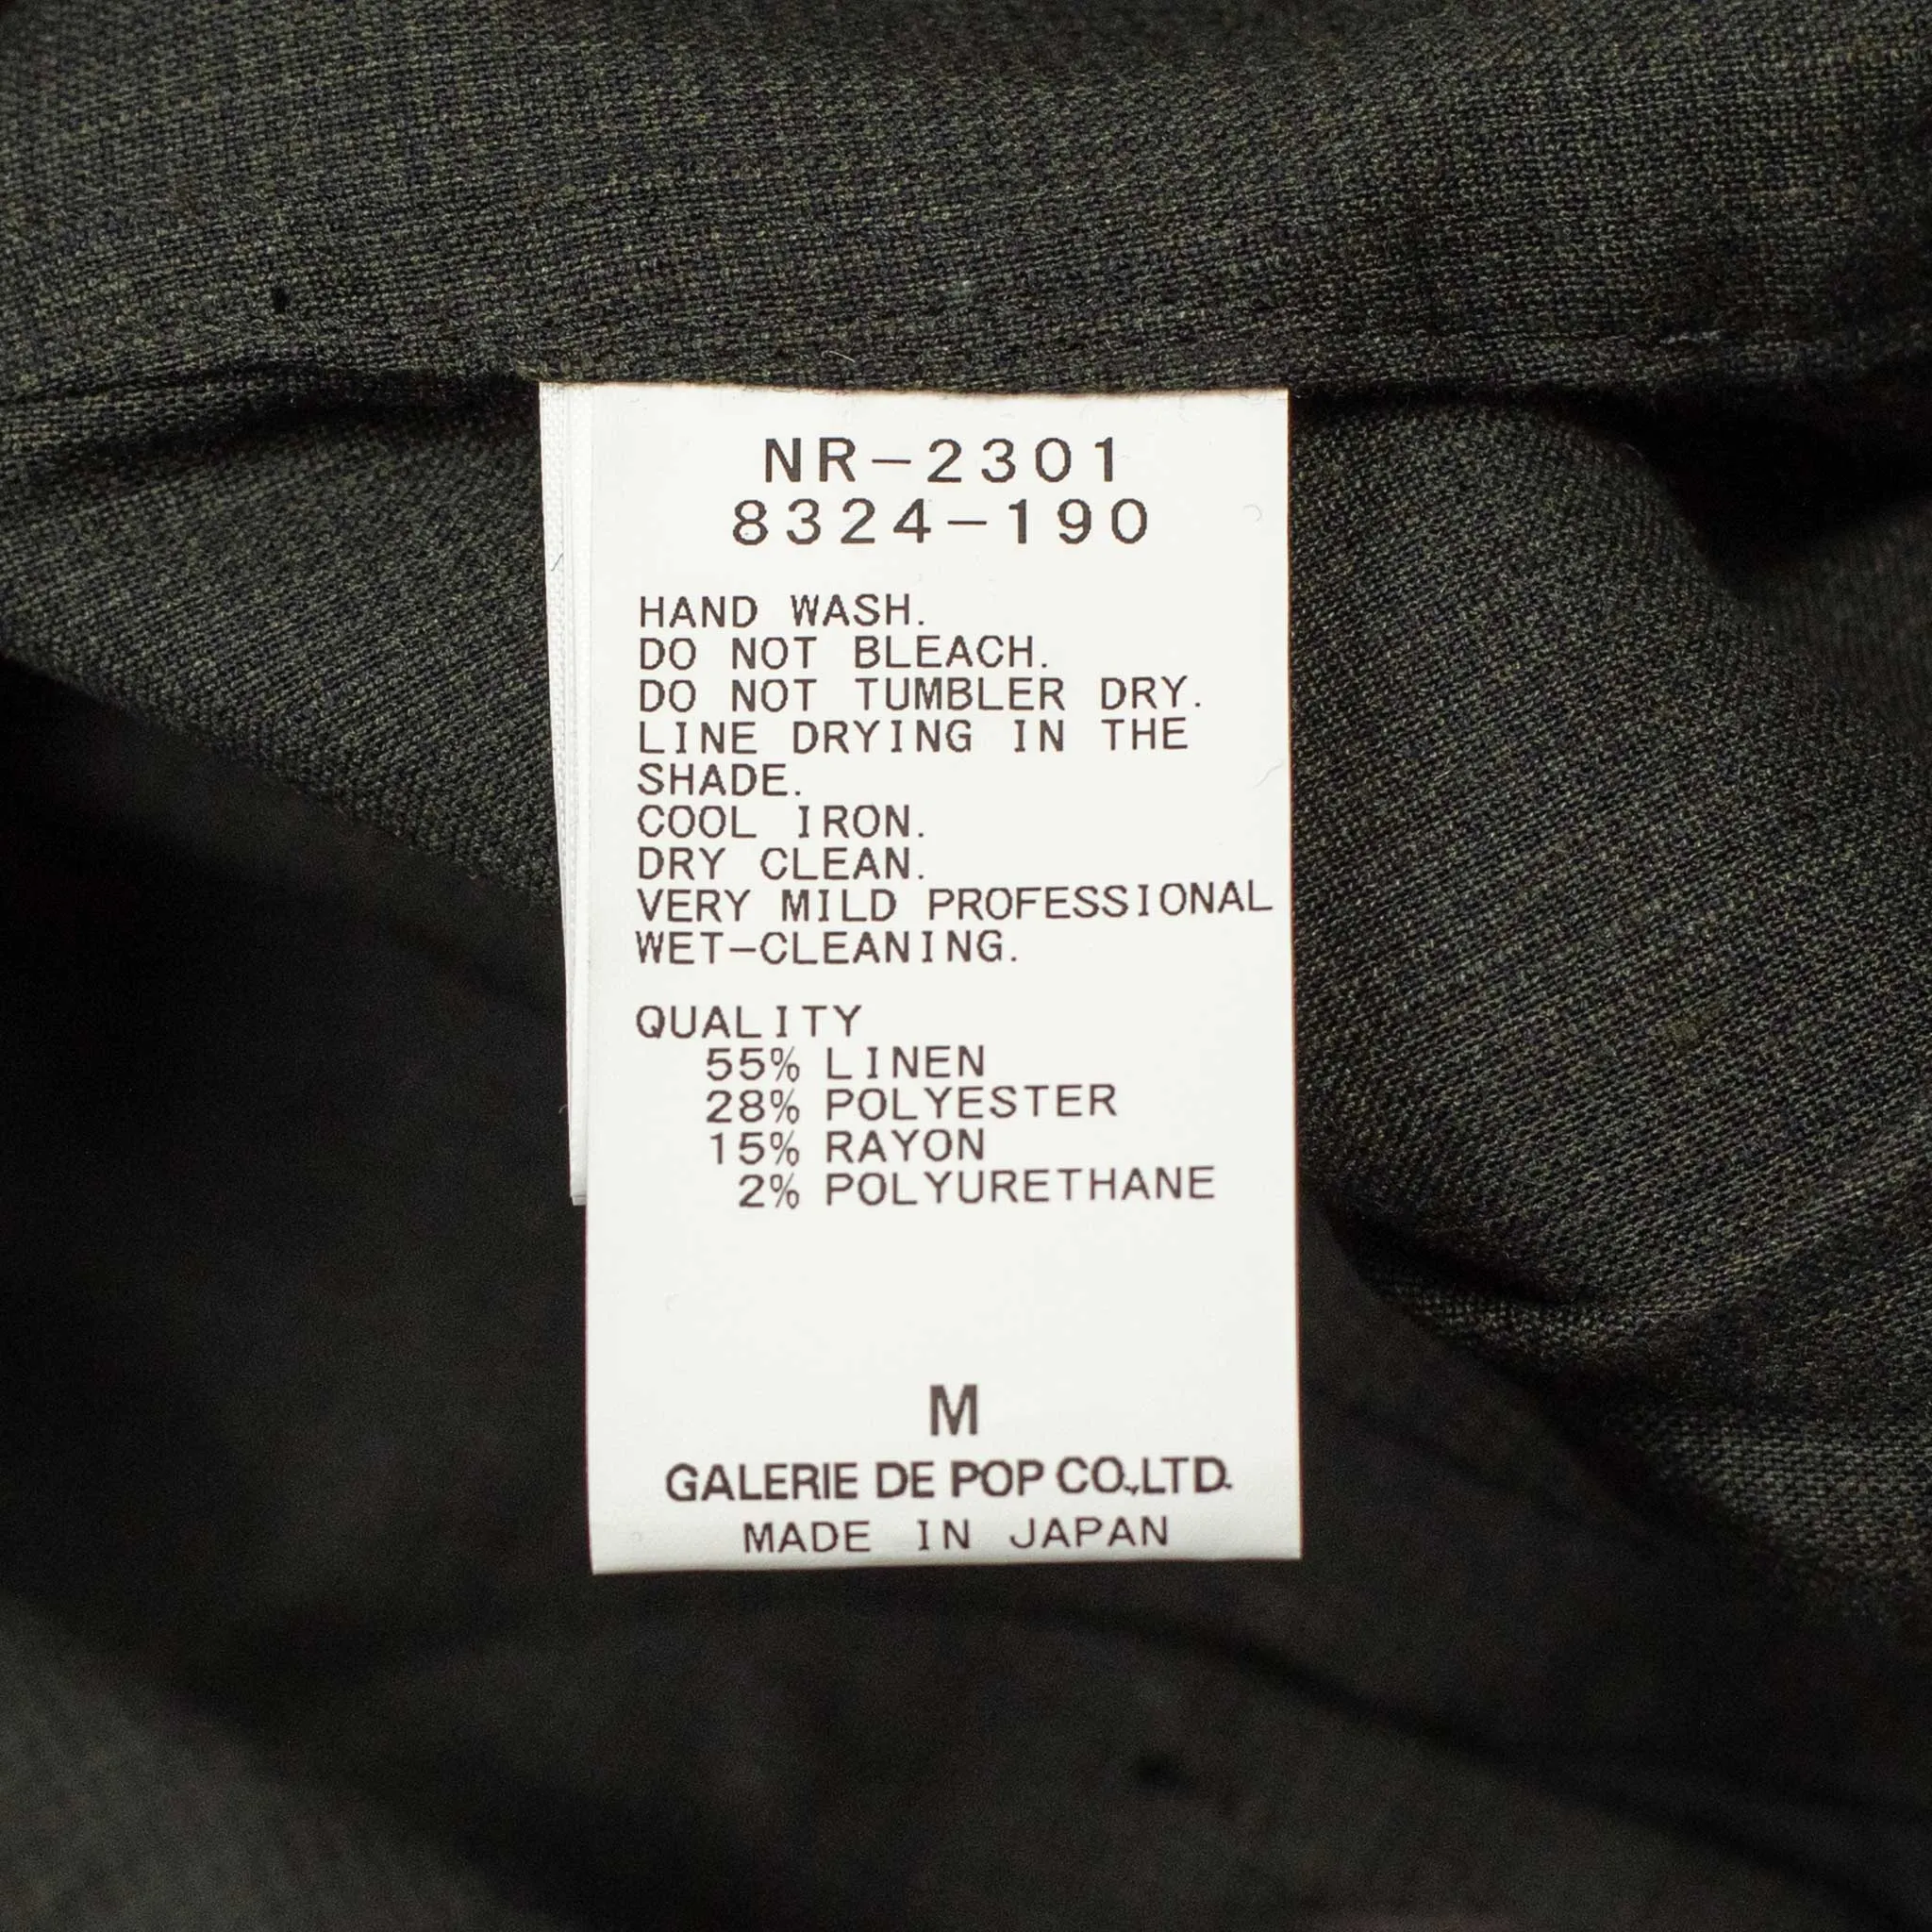 NR-2301
8324-190
HAND WASH.
DO NOT BLEACH.
DO NOT TUMBLER DRY.
LINE DRYING IN THE
SHADE.
COOL IRON.
DRY CLEAN.
VERY MILD PROFESSIONAL
WET-CLEANING.
QUALITY
55% LINEN
28% POLYESTER
15% RAYON
2% POLYURETHANE
M
GALERIE DE POP CO.,LTD.
MADE IN JAPAN